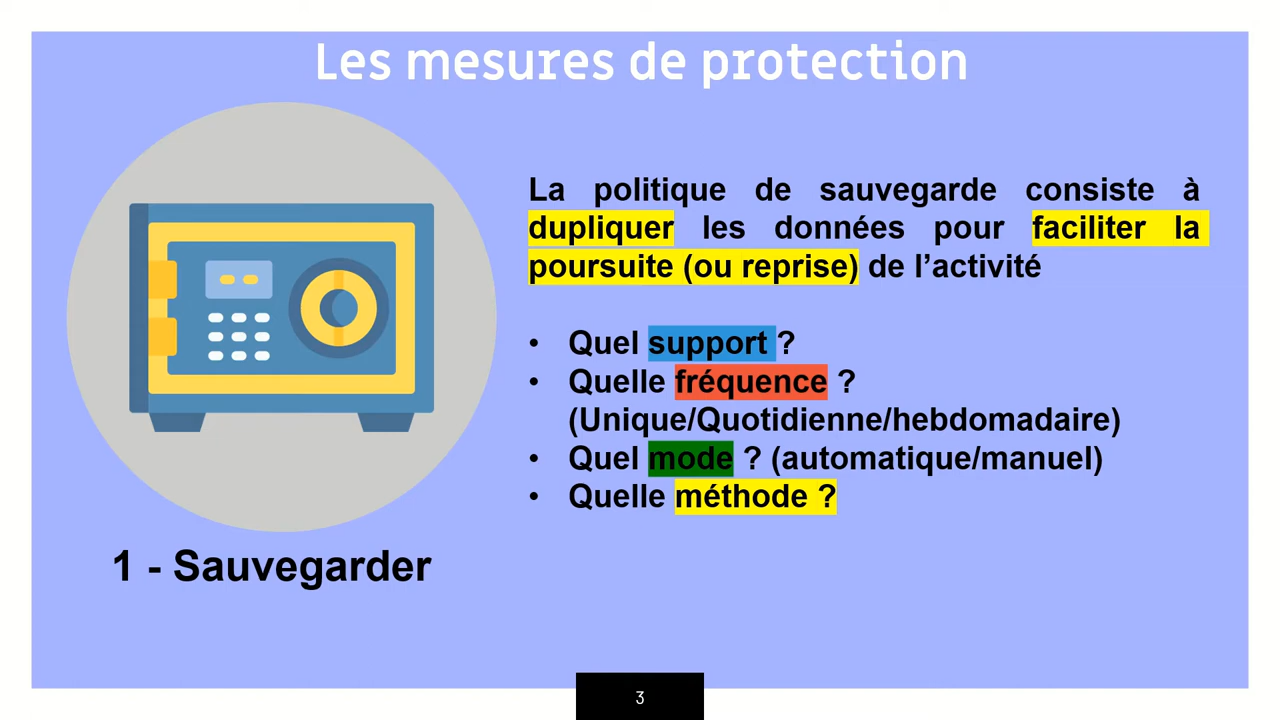 Les mesures de protection
La politique de sauvegarde consiste à
dupliquer les données pour faciliter la
poursuite (ou reprise) de l’activité
• Quel support ?
• Quelle fréquence ?
(Unique/Quotidienne/hebdomadaire)
• Quel mode ? (automatique/manuel)
• Quelle méthode ?
1 - Sauvegarder
3